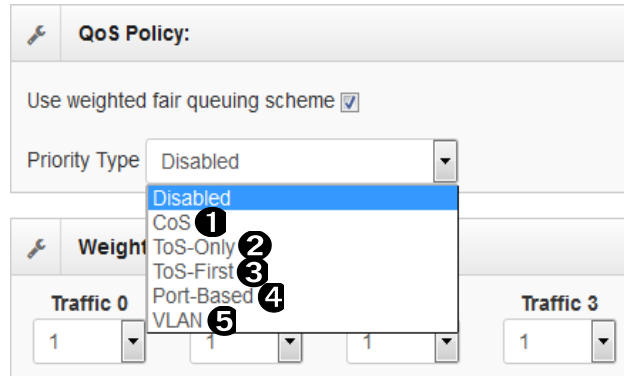 QoS Policy:
Use weighted fair queuing scheme
Priority Type Disabled
Disabled
CoS 1
ToS-Only 2
ToS-First 3
Port-Based 4
VLAN 5
Weight
Traffic 0 Traffic 3
1 1 1 1